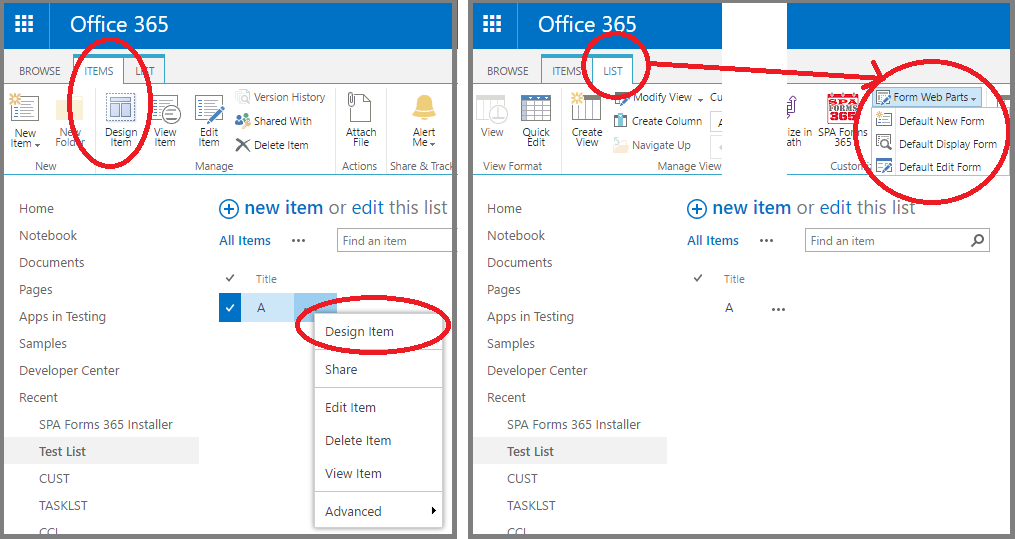 Office 365
BROWSE ITEMS LIST
New Item
New Folder
Design Item
View Item
Edit Item
Version History
Shared With
Delete Item
Attach File
Alert Me
New Manage Actions Share & Track
Home
Notebook
Documents
Pages
Apps in Testing
Samples
Developer Center
Recent
SPA Forms 365 Installer
Test List
CUST
TASKLST
CCL
new item or edit this list
All Items ... Find an item
Title
A
Design Item
Share
Edit Item
Delete Item
View Item
Advanced
Office 365
BROWSE ITEMS LIST
View
Quick Edit
Create View
Modify View
Create Column
Navigate Up
Cu
SPA FORMS 365
SPA Forms 365
Form Web Parts
Default New Form
Default Display Form
Default Edit Form
View Format Manage View Custom
Home
Notebook
Documents
Pages
Apps in Testing
Samples
Developer Center
Recent
SPA Forms 365 Installer
Test List
CUST
TASKLST
CCL
new item or edit this list
All Items ... Find an item
Title
A ...